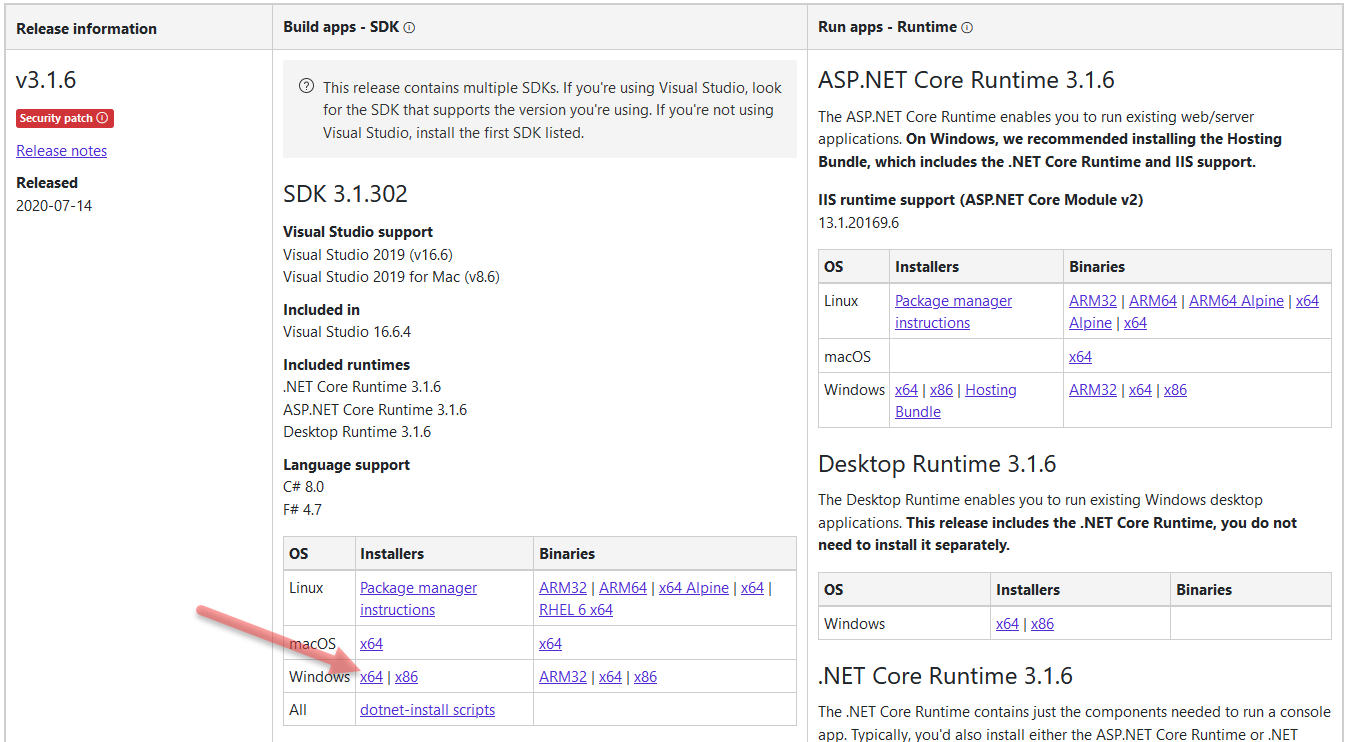 Release information
Build apps - SDK
Run apps - Runtime
v3.1.6
Security patch
Release notes
Released
2020-07-14
This release contains multiple SDKs. If you're using Visual Studio, look
for the SDK that supports the version you're using. If you're not using
Visual Studio, install the first SDK listed.
SDK 3.1.302
Visual Studio support
Visual Studio 2019 (v16.6)
Visual Studio 2019 for Mac (v8.6)
Included in
Visual Studio 16.6.4
Included runtimes
.NET Core Runtime 3.1.6
ASP.NET Core Runtime 3.1.6
Desktop Runtime 3.1.6
Language support
C# 8.0
F# 4.7
OS Installers Binaries
Linux Package manager ARM32 | ARM64 | x64 Alpine | x64 |
instructions RHEL 6 x64
macOS x64 x64
Windows x64 | x86 ARM32 | x64 | x86
All dotnet-install scripts
ASP.NET Core Runtime 3.1.6
The ASP.NET Core Runtime enables you to run existing web/server
applications. On Windows, we recommended installing the Hosting
Bundle, which includes the .NET Core Runtime and IIS support.
IIS runtime support (ASP.NET Core Module v2)
13.1.20169.6
OS Installers Binaries
Linux Package manager ARM32 | ARM64 | ARM64 Alpine | x64
instructions Alpine | x64
macOS x64
Windows x64 | x86 | Hosting ARM32 | x64 | x86
Bundle
Desktop Runtime 3.1.6
The Desktop Runtime enables you to run existing Windows desktop
applications. This release includes the .NET Core Runtime, you do not
need to install it separately.
OS Installers Binaries
Windows x64 | x86
.NET Core Runtime 3.1.6
The .NET Core Runtime contains just the components needed to run a console
app. Typically, you'd also install either the ASP.NET Core Runtime or .NET